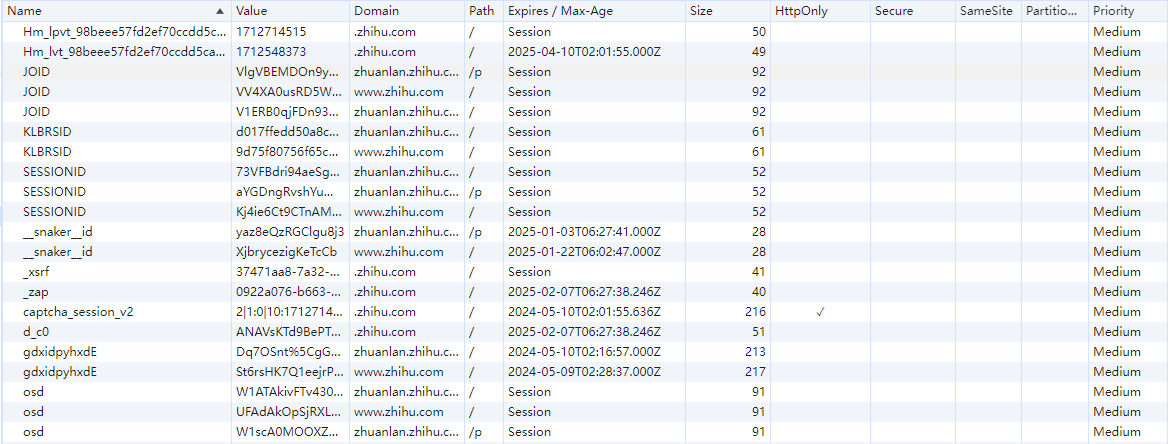 Name Value Domain Path Expires / Max-Age Size HttpOnly Secure SameSite Partitio... Priority
Hm_lpvt_98beee57fd2ef70ccdd5c... 1712714515 .zhihu.com / Session 50 Medium
Hm_lvt_98beee57fd2ef70ccdd5ca... 1712548373 .zhihu.com / 2025-04-10T02:01:55.000Z 49 Medium
JOID VlgVBEMDOn9y... zhuanlan.zhihu.c... /p Session 92 Medium
JOID VV4XA0usRD5W... www.zhihu.com / Session 92 Medium
JOID V1ERB0qjFDn93... zhuanlan.zhihu.c... / Session 92 Medium
KLBRSID d017ffedd50a8c... zhuanlan.zhihu.c... / Session 61 Medium
KLBRSID 9d75f80756f65c... www.zhihu.com / Session 61 Medium
SESSIONID 73VFBdri94aeSg... zhuanlan.zhihu.c... / Session 52 Medium
SESSIONID aYGDngRvshYu... zhuanlan.zhihu.c... /p Session 52 Medium
SESSIONID Kj4ie6Ct9CTnAM... www.zhihu.com / Session 52 Medium
__snaker__id yaz8eQzRGClgu8j3 zhuanlan.zhihu.c... /p 2025-01-03T06:27:41.000Z 28 Medium
__snaker__id XjbrycezigKeTcCb www.zhihu.com / 2025-01-22T06:02:47.000Z 28 Medium
_xsrf 37471aa8-7a32-... .zhihu.com / Session 41 Medium
_zap 0922a076-b663-... .zhihu.com / 2025-02-07T06:27:38.246Z 40 Medium
captcha_session_v2 2|1:0|10:1712714... .zhihu.com / 2024-05-10T02:01:55.636Z 216 ✓ Medium
d_c0 ANAVsKTd9BePT... .zhihu.com / 2025-02-07T06:27:38.246Z 51 Medium
gdxidpyhxdE Dq7OSnt%5CgG... zhuanlan.zhihu.c... / 2024-05-10T02:16:57.000Z 213 Medium
gdxidpyhxdE St6rsHK7Q1eejrP... www.zhihu.com / 2024-05-09T02:28:37.000Z 217 Medium
osd W1ATAkivFTv430... zhuanlan.zhihu.c... / Session 91 Medium
osd UFAdAkOpSjRXL... www.zhihu.com / Session 91 Medium
osd W1scA0MOOXZ... zhuanlan.zhihu.c... /p Session 91 Medium